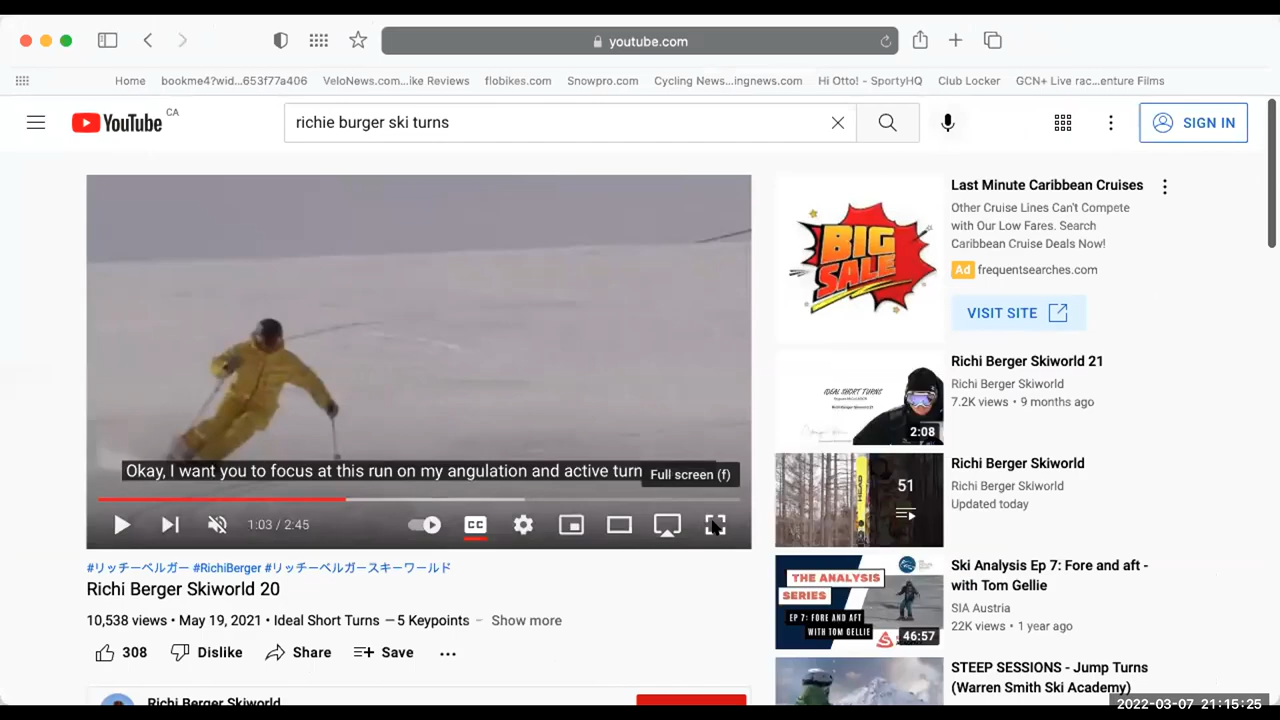 youtube.com
Home bookme4?wid...653f77a406 VeloNews.com...ike Reviews flobikes.com Snowpro.com Cycling News...ingnews.com Hi Otto! - SportyHQ Club Locker GCN+ Live rac...enture Films
YouTube CA
richie burger ski turns
SIGN IN
Okay, I want you to focus at this run on my angulation and active turn
Full screen (f)
1:03 / 2:45
CC
#リッチーベルガー #RichiBerger #リッチーベルガースキーワールド
Richi Berger Skiworld 20
10,538 views • May 19, 2021 • Ideal Short Turns —5 Keypoints – Show more
308 Dislike Share Save ...
Richi Berger Skiworld
BIG SALE
Last Minute Caribbean Cruises
Other Cruise Lines Can't Compete
with Our Low Fares. Search
Caribbean Cruise Deals Now!
Ad frequentsearches.com
VISIT SITE
IDEAL SHORT TURNS
2:08
Richi Berger Skiworld 21
Richi Berger Skiworld
7.2K views • 9 months ago
HEAD
51
Richi Berger Skiworld
Richi Berger Skiworld
Updated today
THE ANALYSIS
SERIES
EP 7: FORE AND AFT
WITH TOM GELLIE
46:57
Ski Analysis Ep 7: Fore and aft -
with Tom Gellie
SIA Austria
22K views • 1 year ago
STEEP SESSIONS - Jump Turns
(Warren Smith Ski Academy)
2022-03-07 21:15:25